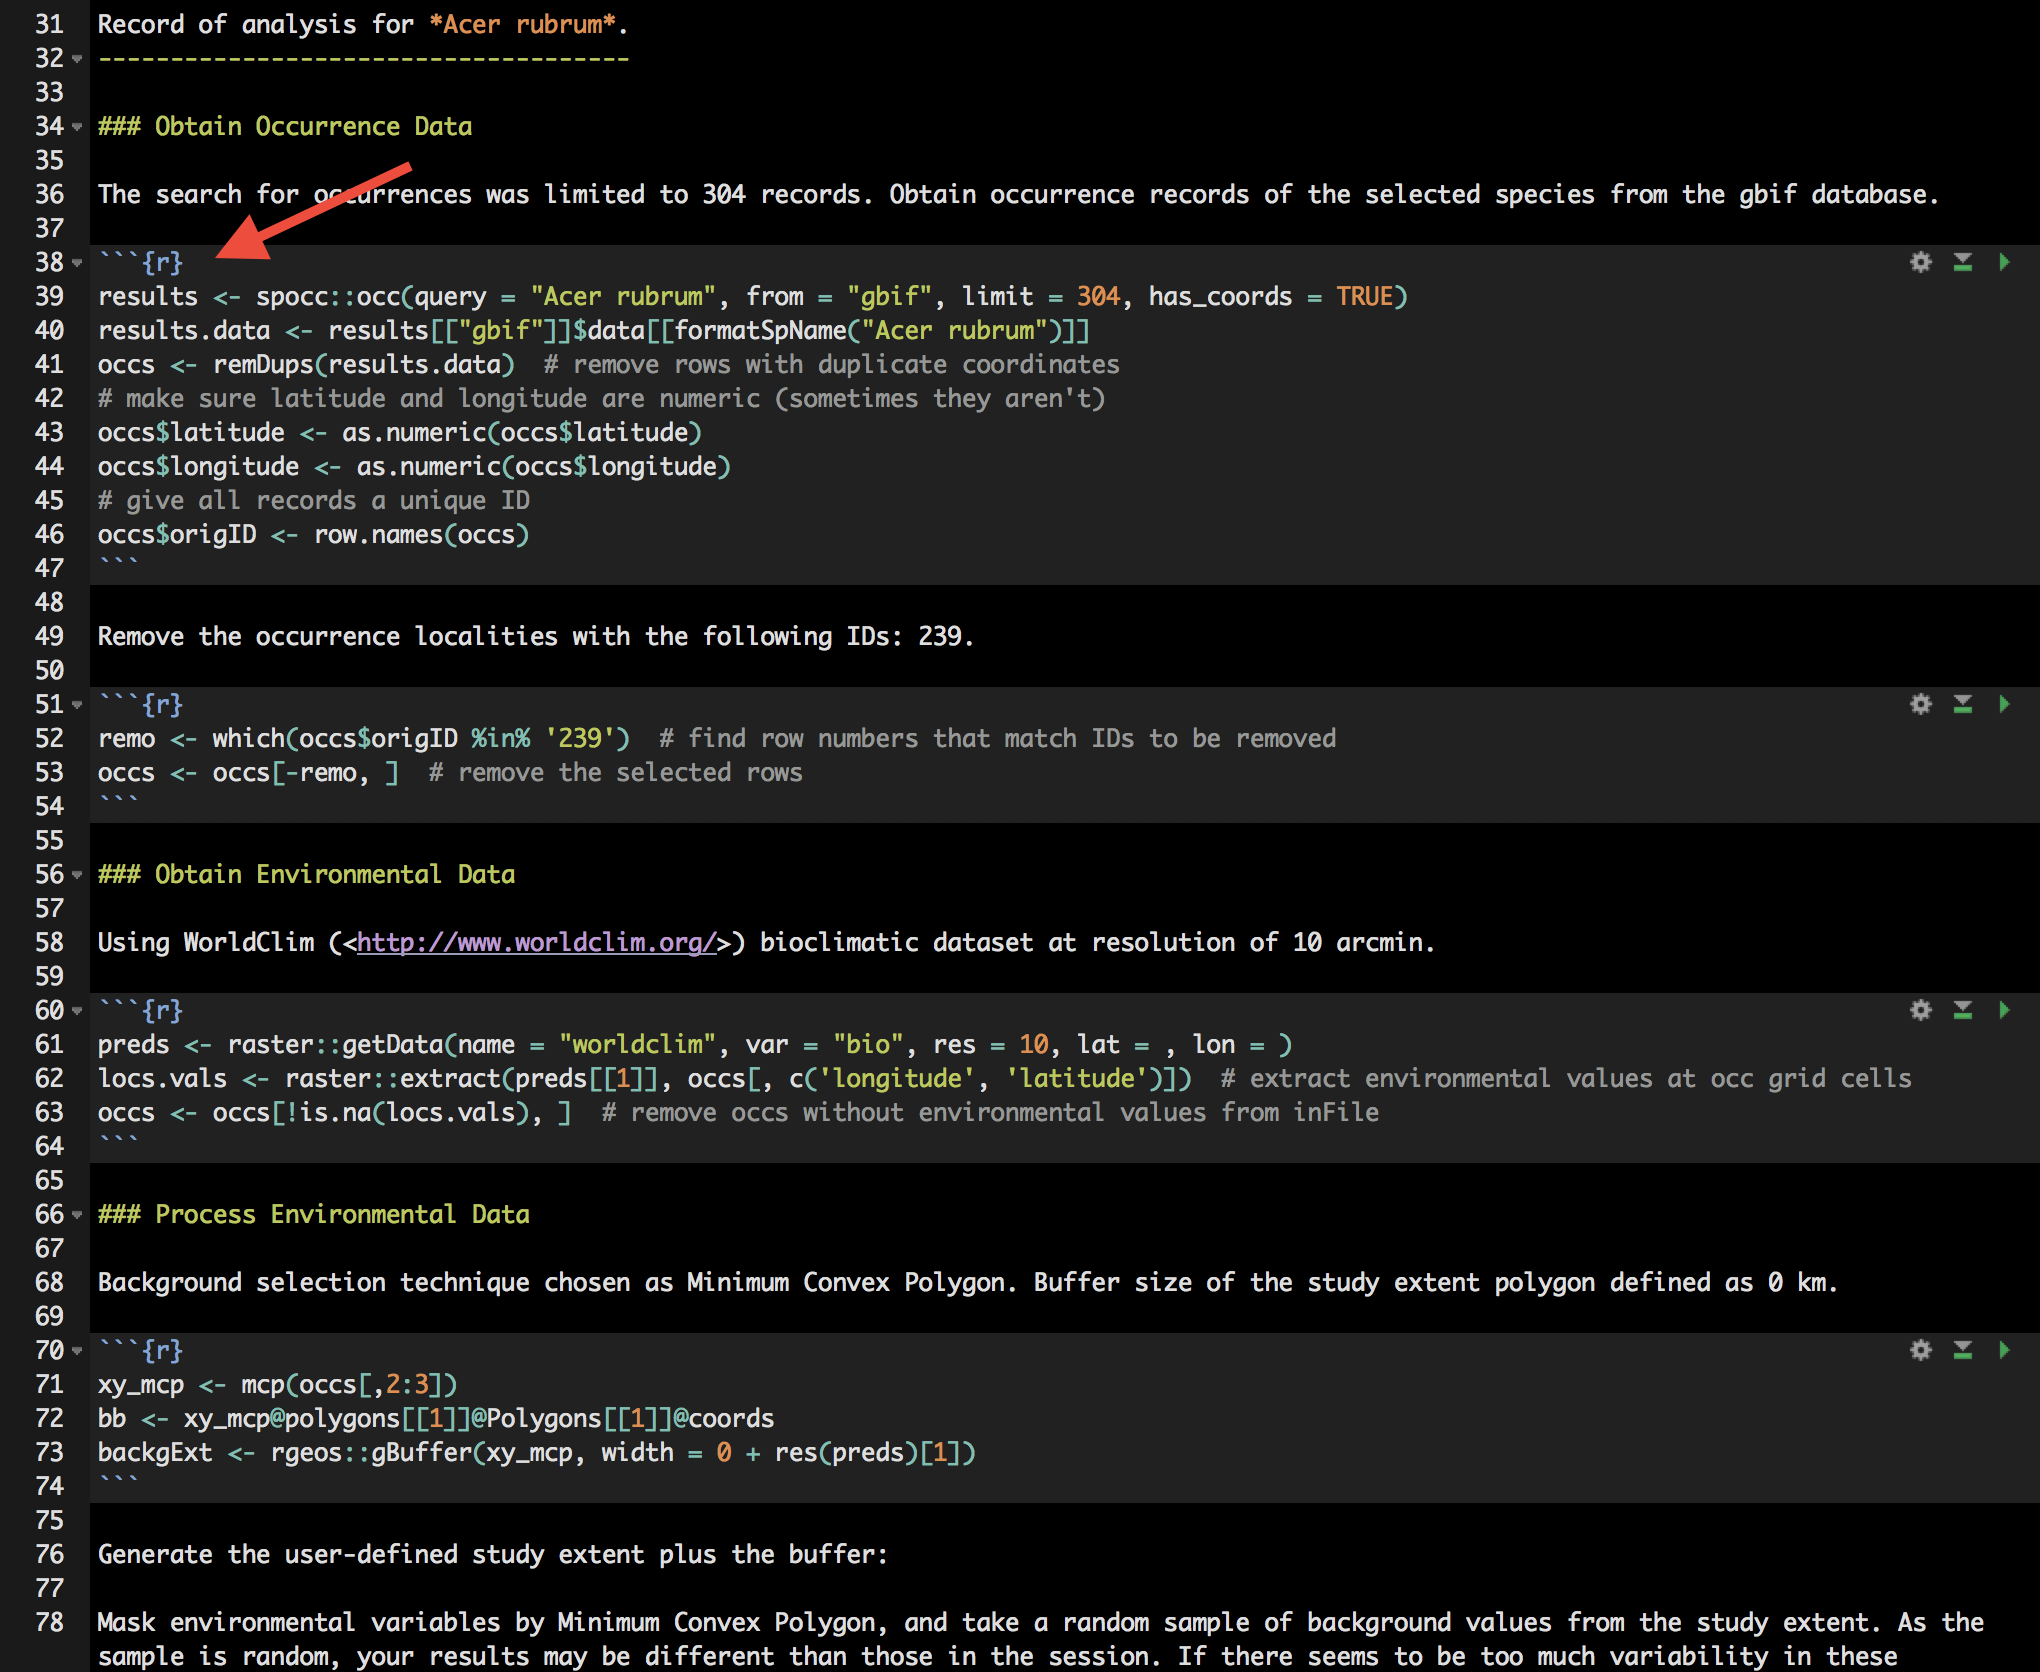 31 Record of analysis for *Acer rubrum*.
32 -------------------------------------
33
34 ### Obtain Occurrence Data
35
36 The search for occurrences was limited to 304 records. Obtain occurrence records of the selected species from the gbif database.
37
38 ```{r}
39 results <- spocc::occ(query = "Acer rubrum", from = "gbif", limit = 304, has_coords = TRUE)
40 results.data <- results[["gbif"]]$data[[formatSpName("Acer rubrum")]]
41 occs <- remDups(results.data)  # remove rows with duplicate coordinates
42 # make sure latitude and longitude are numeric (sometimes they aren't)
43 occs$latitude <- as.numeric(occs$latitude)
44 occs$longitude <- as.numeric(occs$longitude)
45 # give all records a unique ID
46 occs$origID <- row.names(occs)
47 ```
48
49 Remove the occurrence localities with the following IDs: 239.
50
51 ```{r}
52 remo <- which(occs$origID %in% '239')  # find row numbers that match IDs to be removed
53 occs <- occs[-remo, ]  # remove the selected rows
54 ```
55
56 ### Obtain Environmental Data
57
58 Using WorldClim (<http://www.worldclim.org/>) bioclimatic dataset at resolution of 10 arcmin.
59
60 ```{r}
61 preds <- raster::getData(name = "worldclim", var = "bio", res = 10, lat = , lon = )
62 locs.vals <- raster::extract(preds[[1]], occs[, c('longitude', 'latitude')])  # extract environmental values at occ grid cells
63 occs <- occs[!is.na(locs.vals), ]  # remove occs without environmental values from inFile
64 ```
65
66 ### Process Environmental Data
67
68 Background selection technique chosen as Minimum Convex Polygon. Buffer size of the study extent polygon defined as 0 km.
69
70 ```{r}
71 xy_mcp <- mcp(occs[,2:3])
72 bb <- xy_mcp@polygons[[1]]@Polygons[[1]]@coords
73 backgExt <- rgeos::gBuffer(xy_mcp, width = 0 + res(preds)[1])
74 ```
75
76 Generate the user-defined study extent plus the buffer:
77
78 Mask environmental variables by Minimum Convex Polygon, and take a random sample of background values from the study extent. As the
sample is random, your results may be different than those in the session. If there seems to be too much variability in these